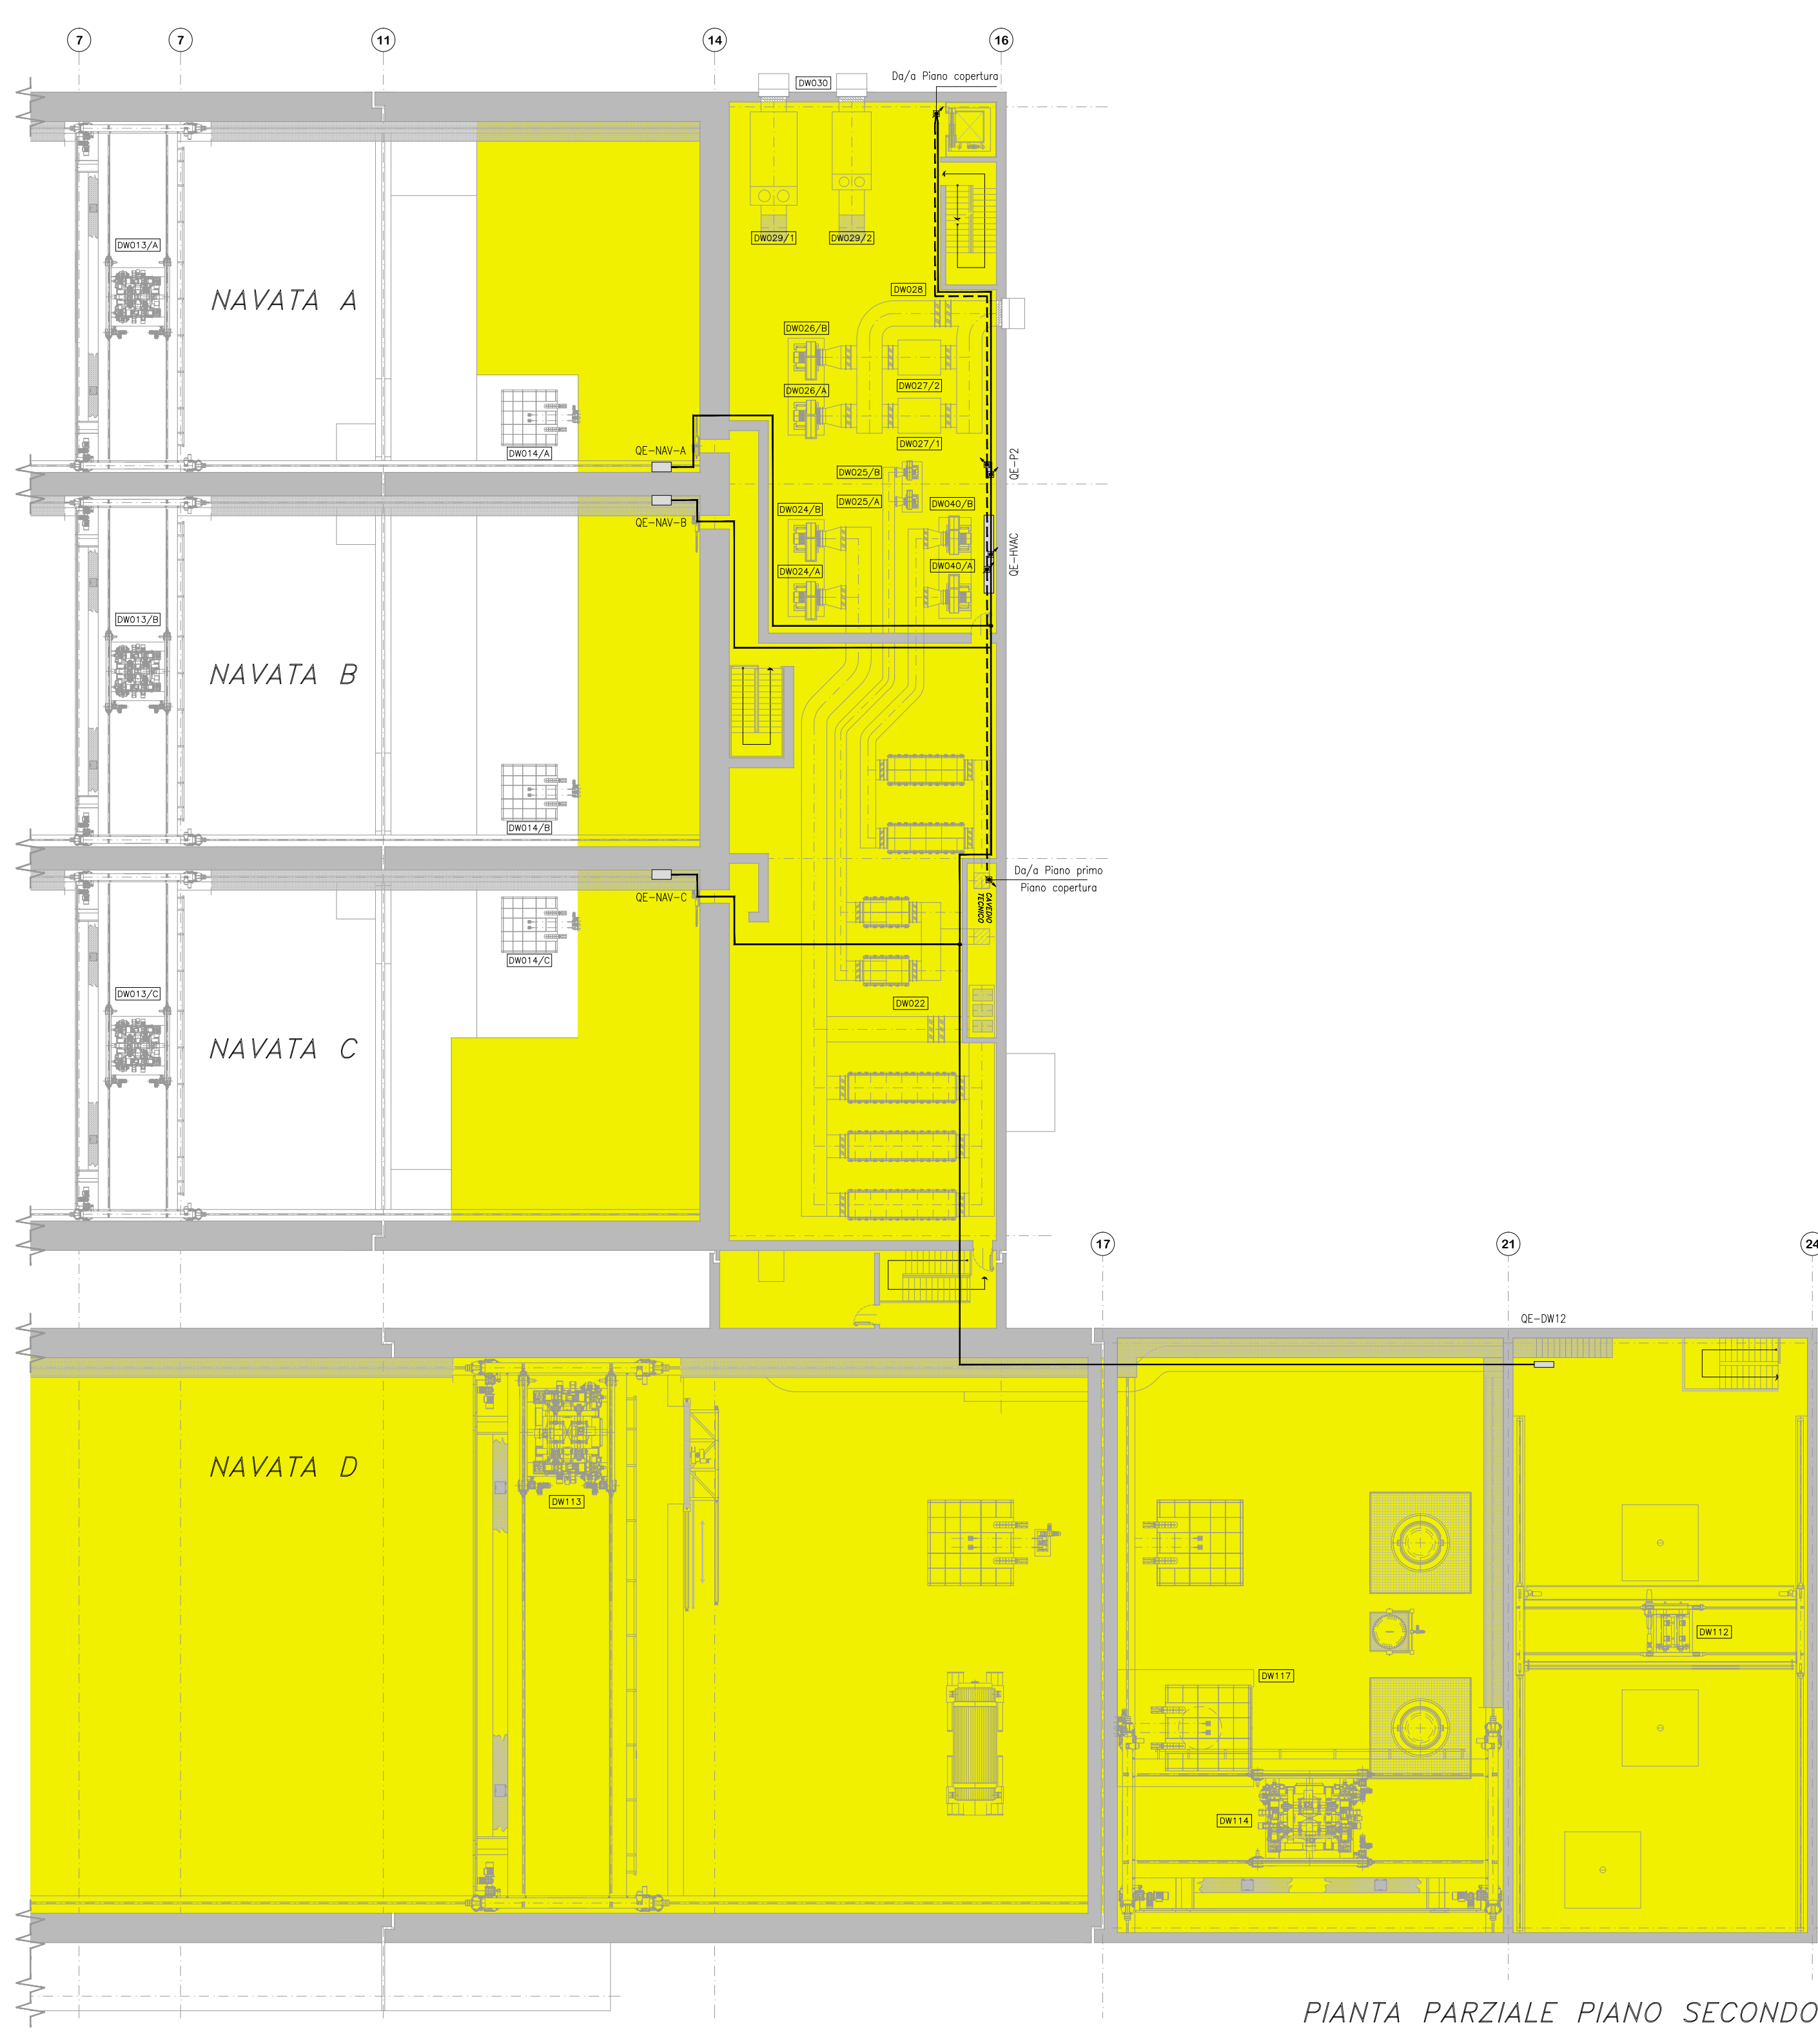 7
7
11
14
16
Da/a Piano copertura
DW030
DW013/A
DW029/1
DW029/2
NAVATA A
DW028
DW026/B
DW027/2
DW026/A
DW027/1
DW014/A
QE-NAV-A
QE-P2
DW025/B
DW025/A
DW040/B
DW024/B
QE-NAV-B
QE-HVAC
DW040/A
DW024/A
DW013/B
NAVATA B
DW014/B
Da/a Piano primo
Piano copertura
CAVEDIO
TECNICO
QE-NAV-C
DW014/C
DW013/C
DW022
NAVATA C
17
21
24
QE-DW12
NAVATA D
DW113
DW112
DW117
DW114
PIANTA PARZIALE PIANO SECONDO